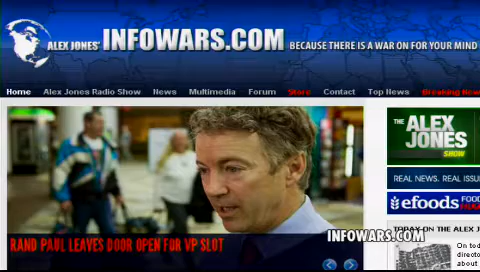 ALEX JONES' INFOWARS.COM BECAUSE THERE IS A WAR ON FOR YOUR MIND
Home Alex Jones Radio Show News Multimedia Forum Store Contact Top News Breaking New
THE ALEX JONES SHOW
REAL NEWS. REAL ISSU
efoods FOOD
RAND PAUL LEAVES DOOR OPEN FOR VP SLOT
INFOWARS.COM
TODAY ON THE ALEX J
On tod
directo
about